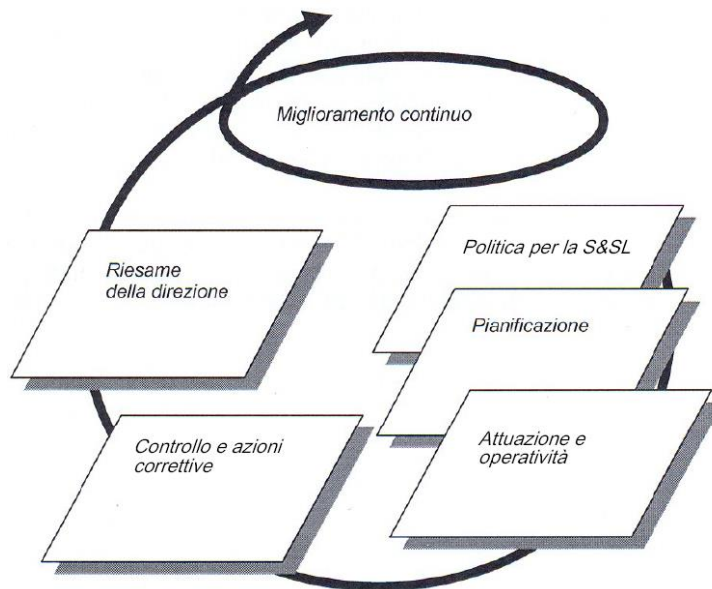 Miglioramento continuo
Politica per la S&SL
Pianificazione
Attuazione e
operatività
Controllo e azioni
correttive
Riesame
della direzione